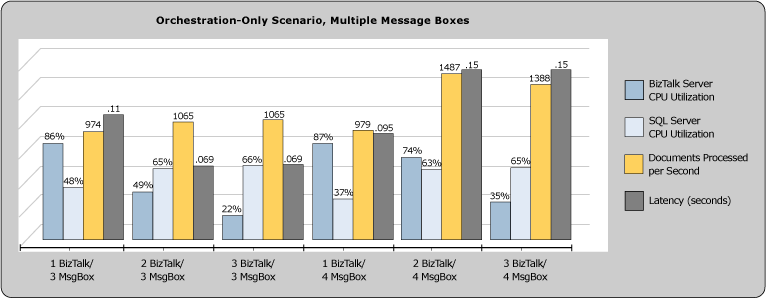 Orchestration-Only Scenario, Multiple Message Boxes
86%
48%
974
.11
49%
65%
1065
.069
22%
66%
1065
.069
87%
37%
979
.095
74%
63%
1487
.15
35%
65%
1388
.15
1 BizTalk/
3 MsgBox
2 BizTalk/
3 MsgBox
3 BizTalk/
3 MsgBox
1 BizTalk/
4 MsgBox
2 BizTalk/
4 MsgBox
3 BizTalk/
4 MsgBox
BizTalk Server
CPU Utilization
SQL Server
CPU Utilization
Documents Processed
per Second
Latency (seconds)